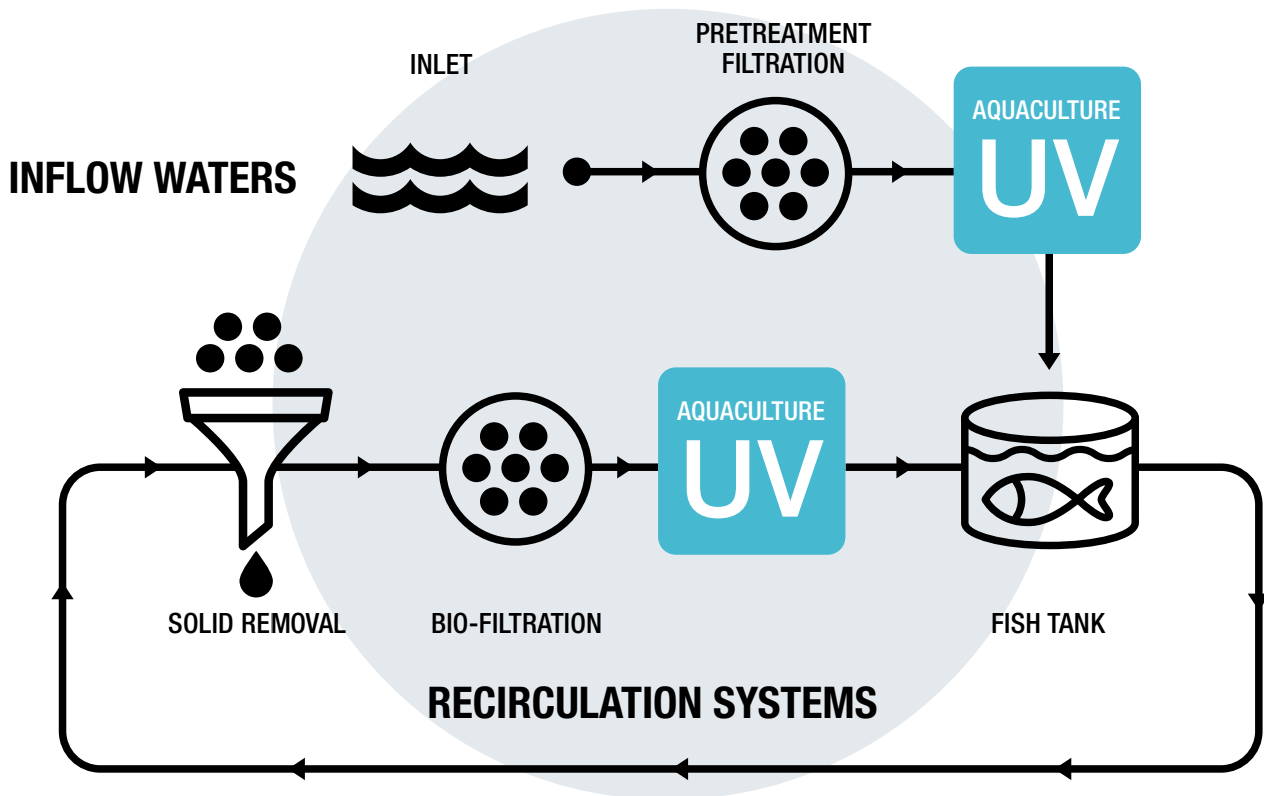 INLET
PRETREATMENT
FILTRATION
INFLOW WATERS
AQUACULTURE
UV
AQUACULTURE
UV
SOLID REMOVAL
BIO-FILTRATION
FISH TANK
RECIRCULATION SYSTEMS